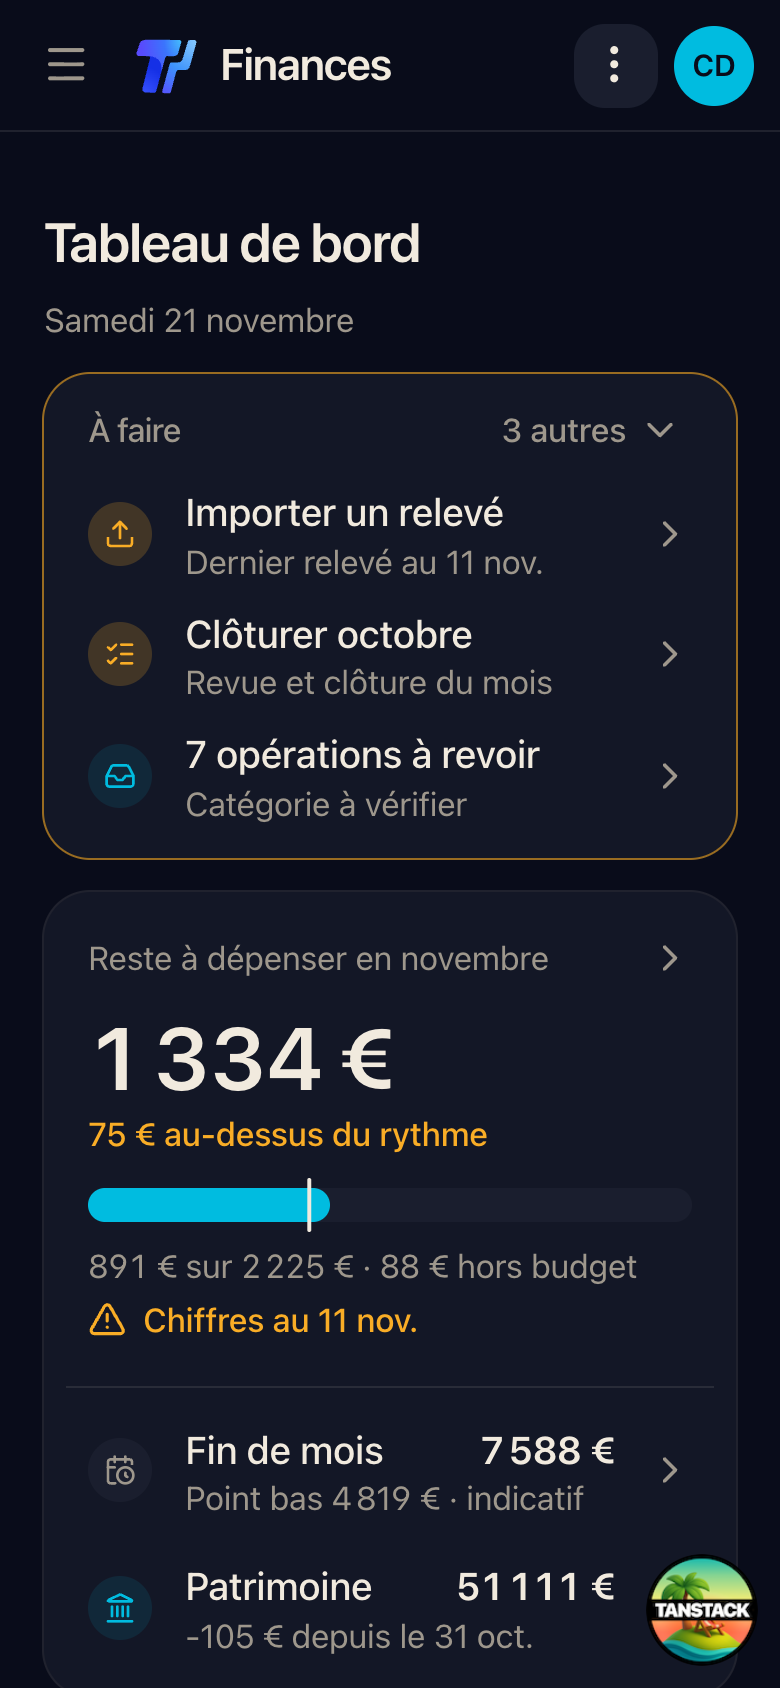 Finances
CD
Tableau de bord
Samedi 21 novembre
À faire
3 autres
Importer un relevé
Dernier relevé au 11 nov.
Clôturer octobre
Revue et clôture du mois
7 opérations à revoir
Catégorie à vérifier
Reste à dépenser en novembre
1 334 €
75 € au-dessus du rythme
891 € sur 2 225 € · 88 € hors budget
Chiffres au 11 nov.
Fin de mois 7 588 €
Point bas 4 819 € · indicatif
Patrimoine 51 111 €
-105 € depuis le 31 oct.
TANSTACK